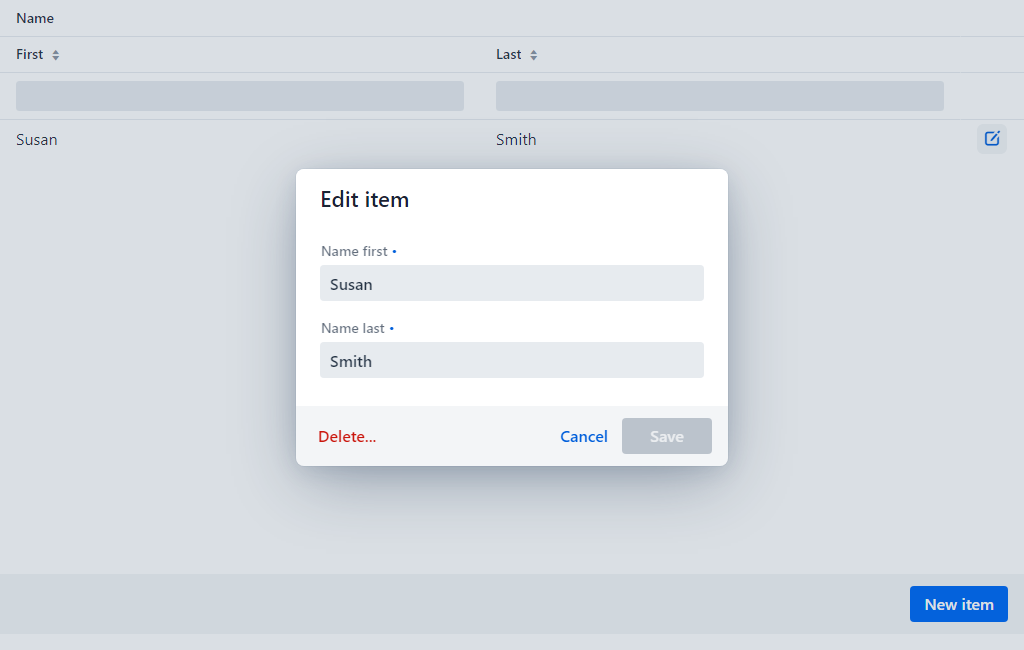 Name
First Last
Susan Smith
Edit item
Name first •
Susan
Name last •
Smith
Delete... Cancel Save
New item